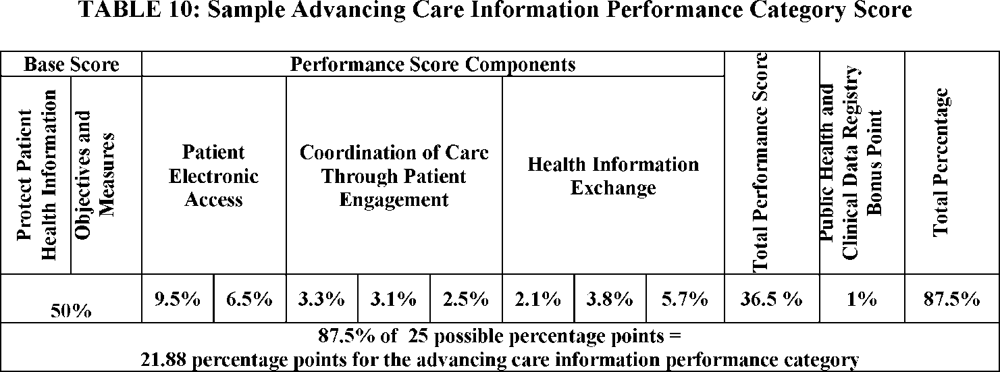 TABLE 10: Sample Advancing Care Information Performance Category Score
Base Score
Performance Score Components
Protect Patient
Health Information
Objectives and
Measures
Patient
Electronic
Access
Coordination of Care
Through Patient
Engagement
Health Information
Exchange
Total Performance Score
Public Health and
Clinical Data Registry
Bonus Point
Total Percentage
50%
9.5%
6.5%
3.3%
3.1%
2.5%
2.1%
3.8%
5.7%
36.5 %
1%
87.5%
87.5% of 25 possible percentage points =
21.88 percentage points for the advancing care information performance category